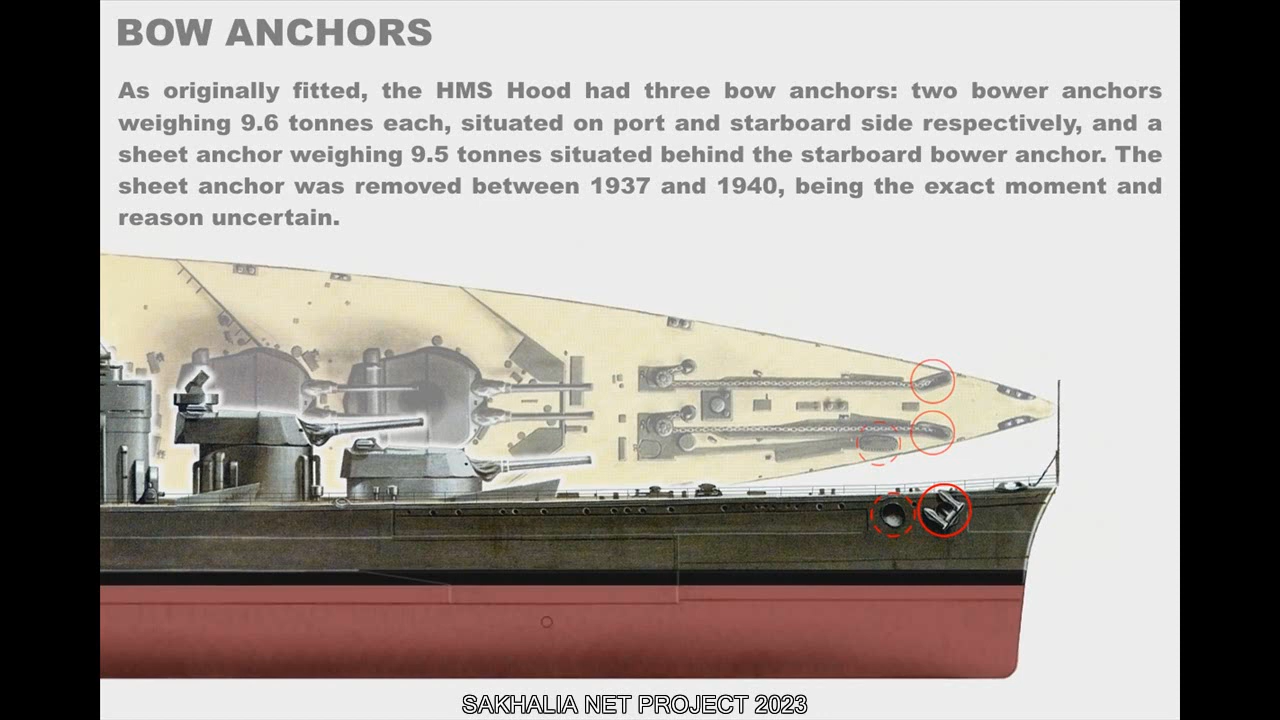 BOW ANCHORS
As originally fitted, the HMS Hood had three bow anchors: two bower anchors
weighing 9.6 tonnes each, situated on port and starboard side respectively, and a
sheet anchor weighing 9.5 tonnes situated behind the starboard bower anchor. The
sheet anchor was removed between 1937 and 1940, being the exact moment and
reason uncertain.
SAKHALIA NET PROJECT 2023